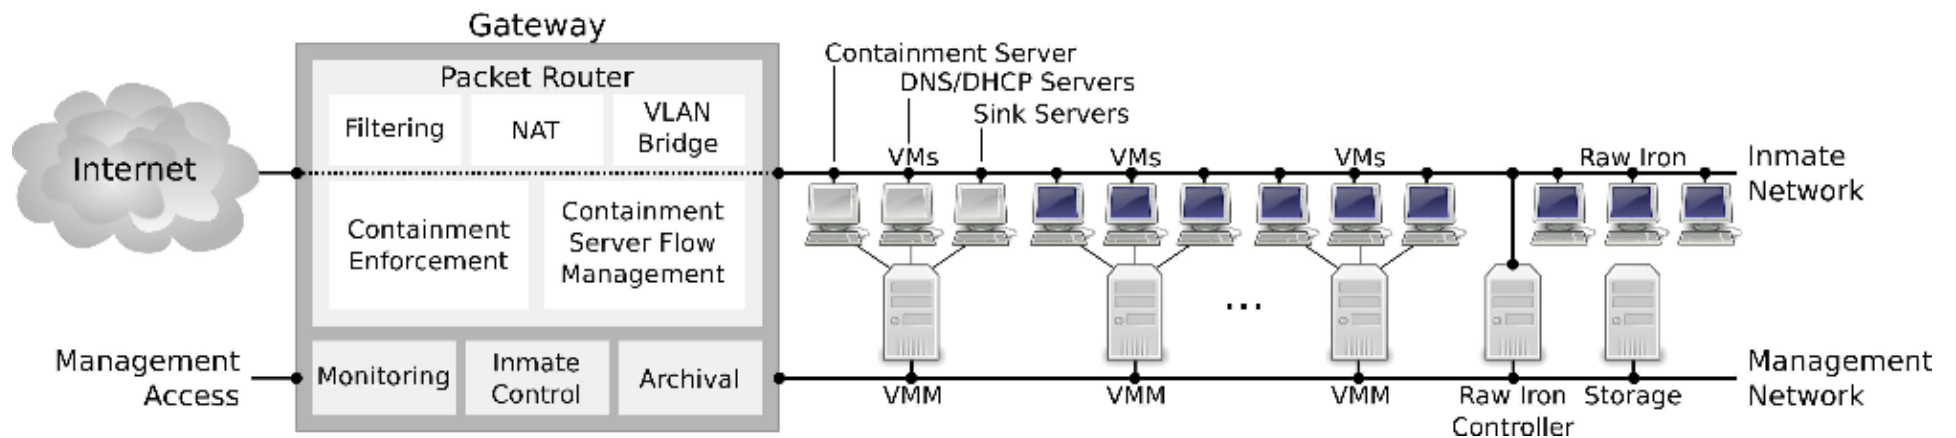 Gateway
Packet Router
Filtering
NAT
VLAN
Bridge
Internet
Containment
Enforcement
Containment
Server Flow
Management
Management
Access
Monitoring
Inmate
Control
Archival
Containment Server
DNS/DHCP Servers
Sink Servers
VMs
VMs
VMs
Raw Iron
Inmate
Network
...
VMM
VMM
VMM
Raw Iron
Controller
Storage
Management
Network